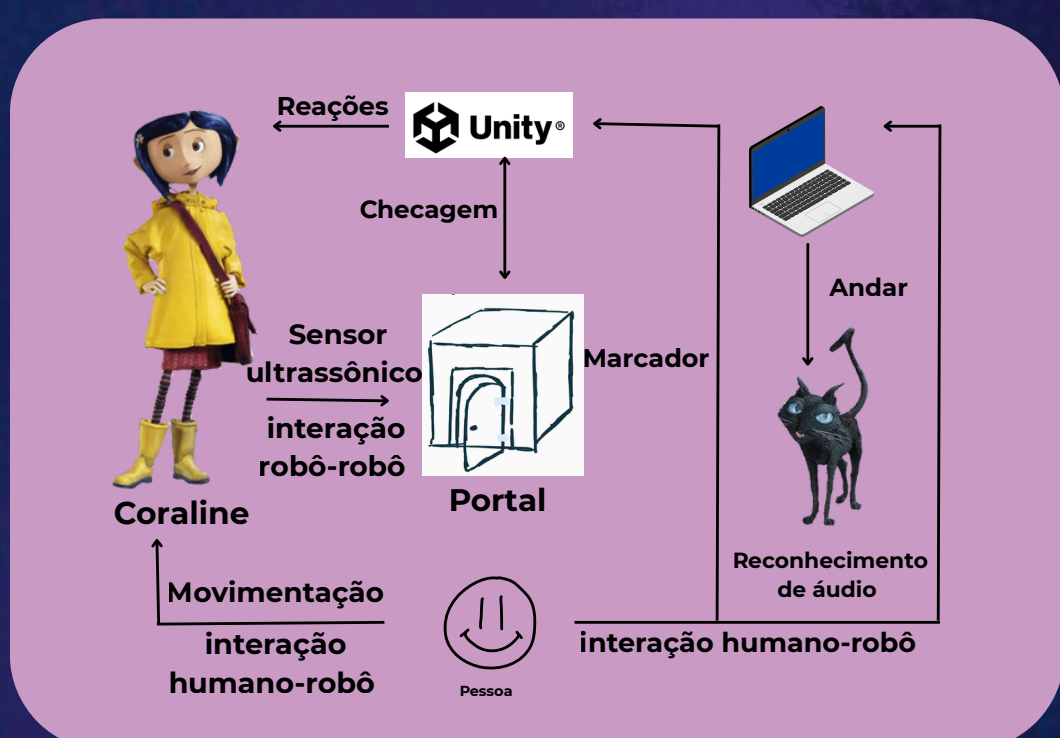 Reações
Unity®
Checagem
Andar
Sensor
ultrassônico
Marcador
interação
robô-robô
Portal
Coraline
Reconhecimento
de áudio
Movimentação
interação
humano-robô
interação humano-robô
Pessoa